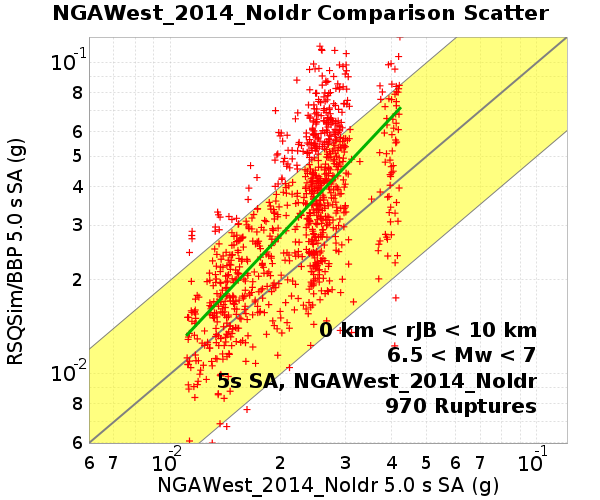 NGAWest_2014_NoIdr Comparison Scatter
RSQSim/BBP 5.0 s SA (g)
10-1
8
6
5
4
3
2
10-2
8
6
0 km < rJB < 10 km
6.5 < Mw < 7
5s SA, NGAWest_2014_NoIdr
970 Ruptures
6 7 10-2 2 3 4 5 6 7 10-1
NGAWest_2014_NoIdr 5.0 s SA (g)